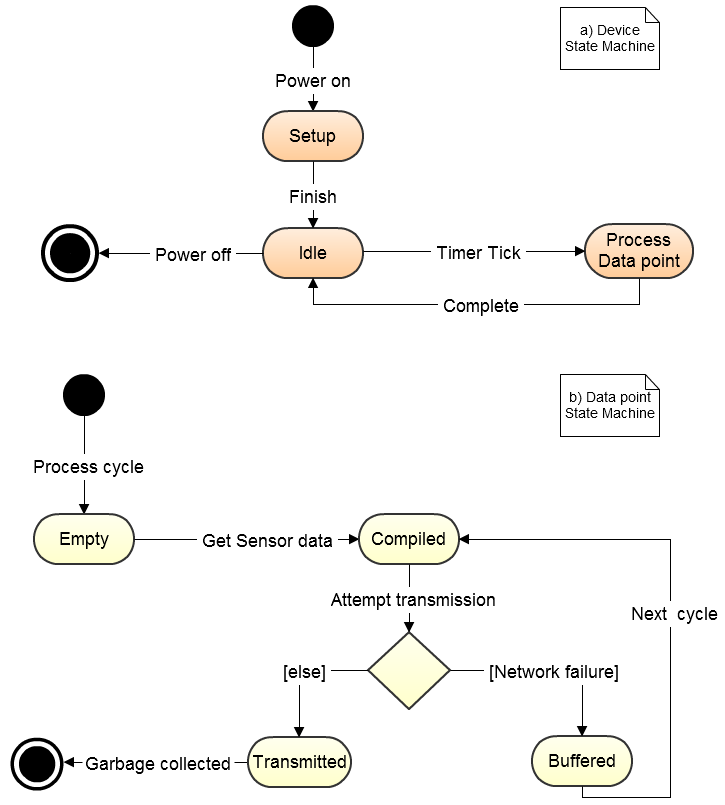 a) Device
State Machine
Power on
Setup
Finish
Power off
Idle
Timer Tick
Process
Data point
Complete
b) Data point
State Machine
Process cycle
Empty
Get Sensor data
Compiled
Attempt transmission
Next cycle
[else]
[Network failure]
Garbage collected
Transmitted
Buffered